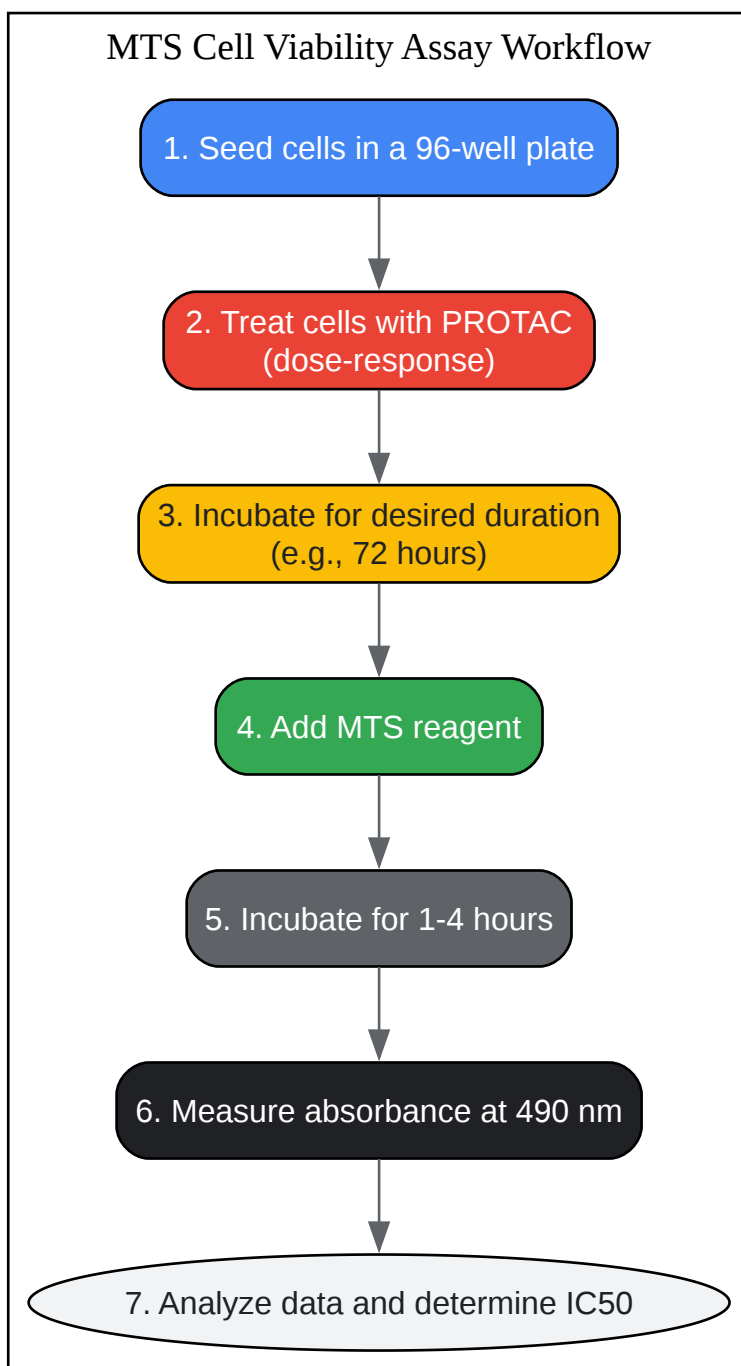 MTS Cell Viability Assay Workflow
1. Seed cells in a 96-well plate
2. Treat cells with PROTAC
(dose-response)
3. Incubate for desired duration
(e.g., 72 hours)
4. Add MTS reagent
5. Incubate for 1-4 hours
6. Measure absorbance at 490 nm
7. Analyze data and determine IC50